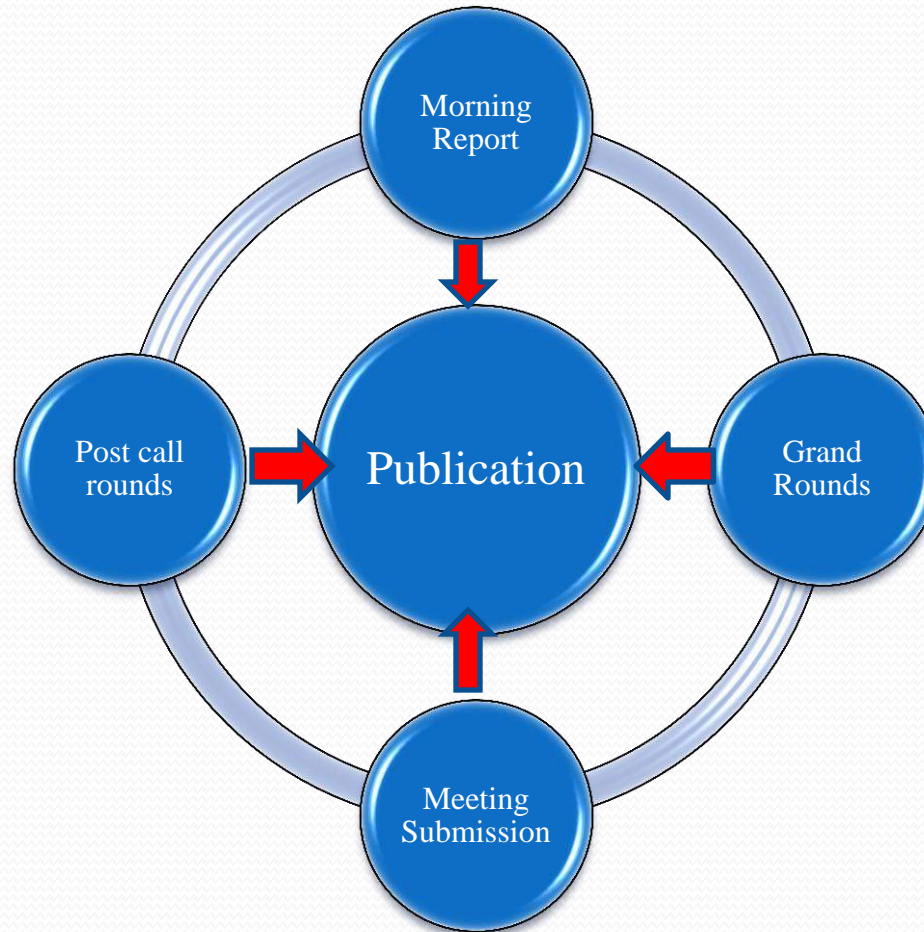 Morning
Report
Post call
rounds
Publication
Grand
Rounds
Meeting
Submission